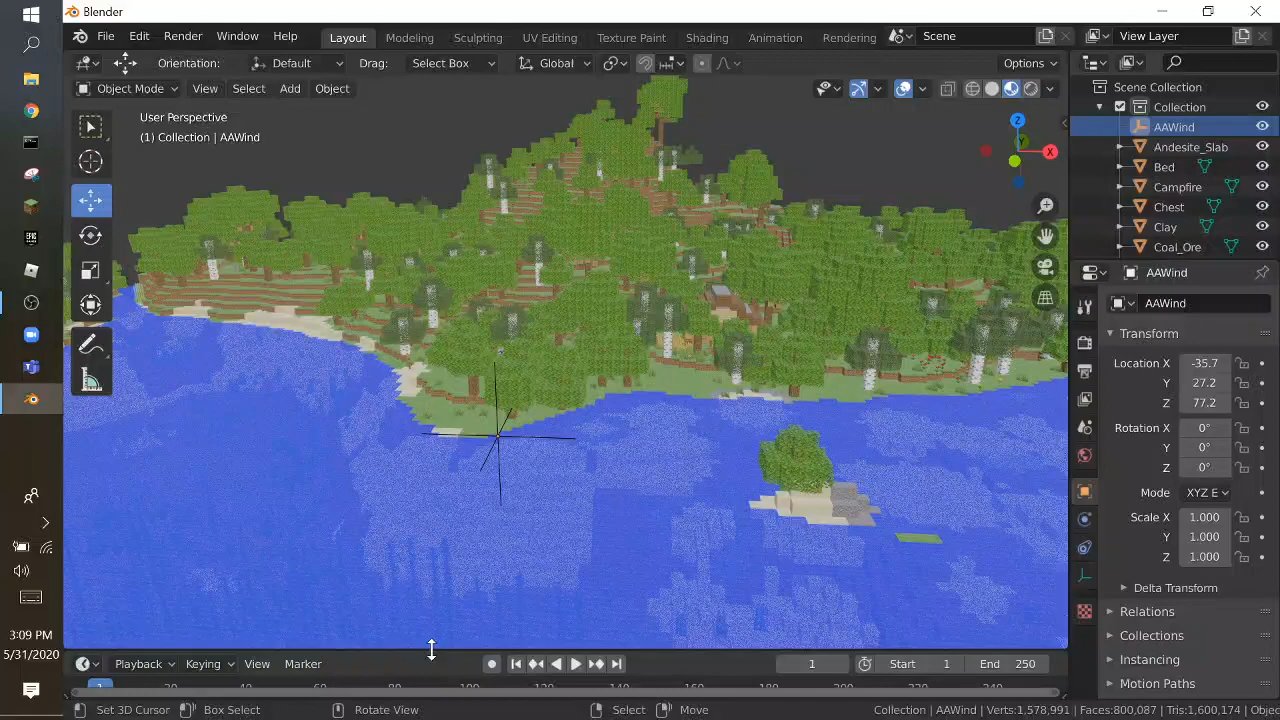 Blender
File Edit Render Window Help
Layout Modeling Sculpting UV Editing Texture Paint Shading Animation Rendering
Scene
View Layer
Orientation: Default Drag: Select Box Global Options
Object Mode View Select Add Object
User Perspective
(1) Collection | AAWind
Z
X
Scene Collection
Collection
AAWind
Andesite_Slab
Bed
Campfire
Chest
Clay
Coal_Ore
AAWind
AAWind
Transform
Location X -35.7
Y 27.2
Z 77.2
Rotation X 0°
Y 0°
Z 0°
Mode XYZ E
Scale X 1.000
Y 1.000
Z 1.000
Delta Transform
Relations
Collections
Instancing
Motion Paths
3:09 PM
5/31/2020
Playback Keying View Marker
1 Start 1 End 250
1
Set 3D Cursor Box Select Rotate View Select Move
Collection | AAWind | Verts:1,578,991 | Faces:800,087 | Tris:1,600,174 | Objec